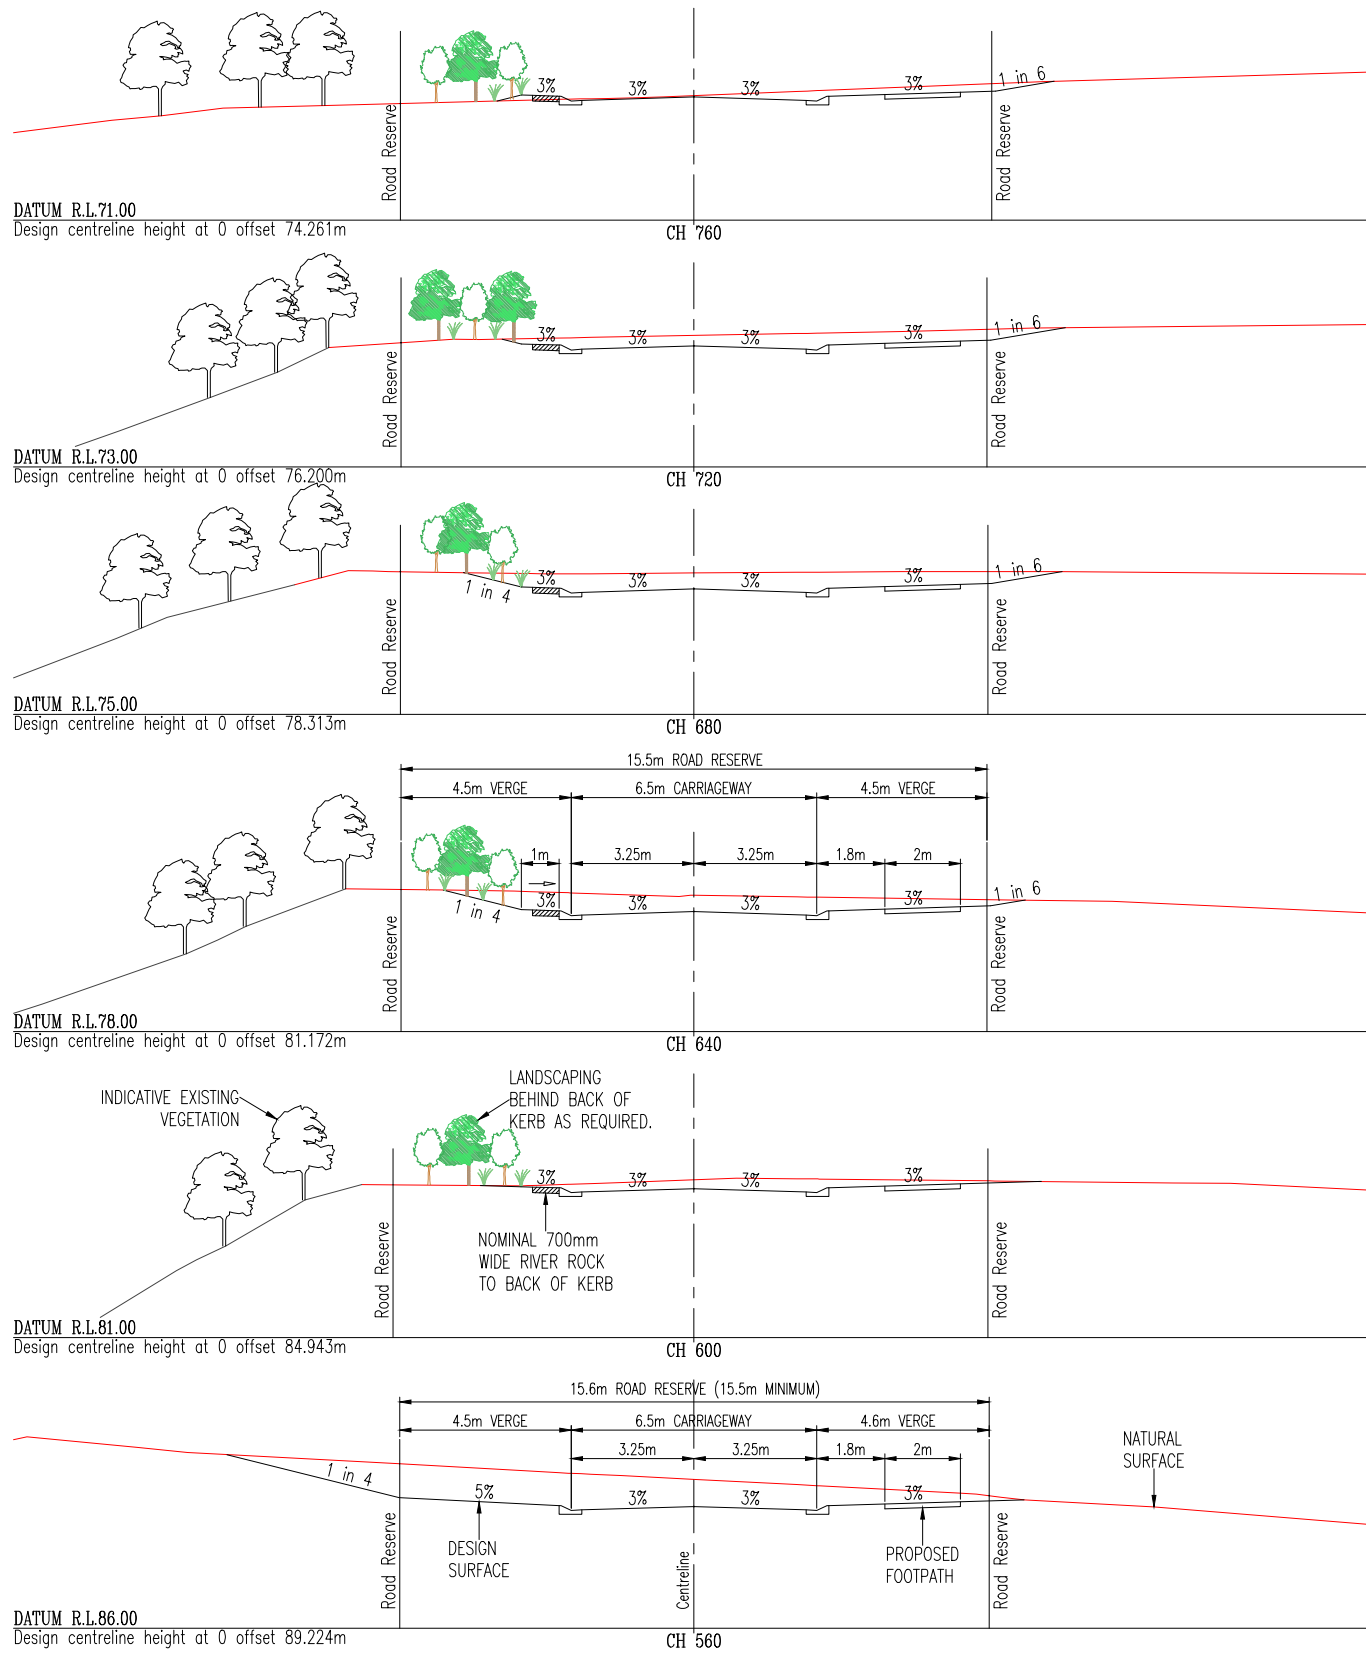 3%
3%
3%
3%
1 in 6
Road Reserve
Road Reserve
DATUM R.L.71.00
Design centreline height at 0 offset 74.261m
CH 760
3%
3%
3%
3%
1 in 6
Road Reserve
Road Reserve
DATUM R.L.73.00
Design centreline height at 0 offset 76.200m
CH 720
1 in 4
3%
3%
3%
3%
1 in 6
Road Reserve
Road Reserve
DATUM R.L.75.00
Design centreline height at 0 offset 78.313m
CH 680
15.5m ROAD RESERVE
4.5m VERGE
6.5m CARRIAGEWAY
4.5m VERGE
1m
3.25m
3.25m
1.8m
2m
1 in 4
3%
3%
3%
3%
1 in 6
Road Reserve
Road Reserve
DATUM R.L.78.00
Design centreline height at 0 offset 81.172m
CH 640
INDICATIVE EXISTING
VEGETATION
LANDSCAPING
BEHIND BACK OF
KERB AS REQUIRED.
3%
3%
3%
3%
NOMINAL 700mm
WIDE RIVER ROCK
TO BACK OF KERB
Road Reserve
Road Reserve
DATUM R.L.81.00
Design centreline height at 0 offset 84.943m
CH 600
15.6m ROAD RESERVE (15.5m MINIMUM)
4.5m VERGE
6.5m CARRIAGEWAY
4.6m VERGE
3.25m
3.25m
1.8m
2m
NATURAL
SURFACE
1 in 4
5%
3%
3%
3%
DESIGN
SURFACE
PROPOSED
FOOTPATH
Road Reserve
Centreline
Road Reserve
DATUM R.L.86.00
Design centreline height at 0 offset 89.224m
CH 560